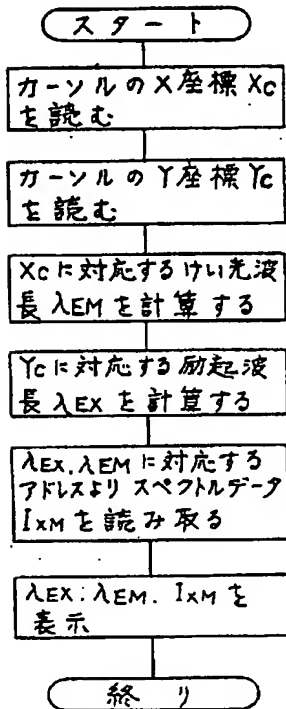 スタート
カーソルのX座標Xc
を読む
カーソルのY座標Yc
を読む
Xcに対応するけい光波
長λEMを計算する
Ycに対応する励起波
長λEXを計算する
λEX.λEMに対応する
アドレスよりスペクトルデータ
IXMを読み取る
λEX:λEM.IXMを
表示
終り